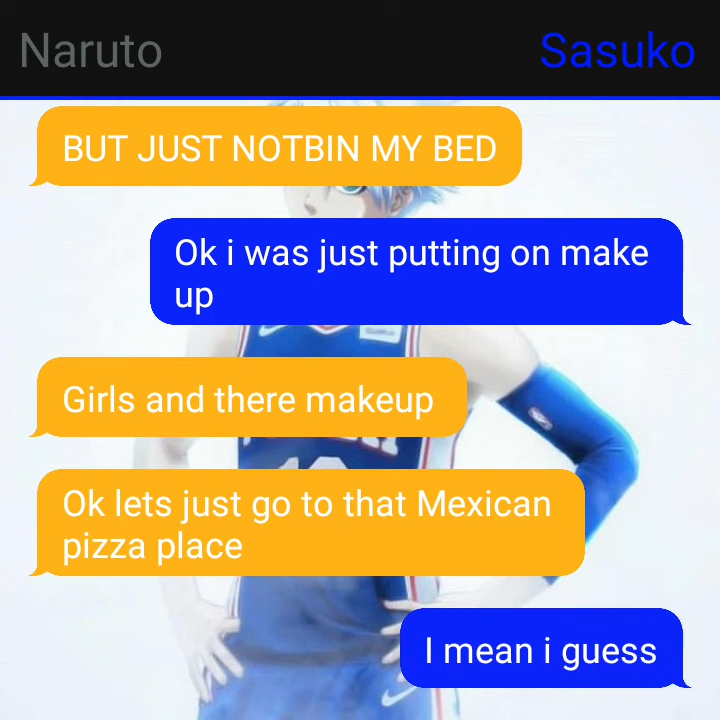 Naruto
Sasuko
BUT JUST NOTBIN MY BED
Ok i was just putting on make
up
Girls and there makeup
Ok lets just go to that Mexican
pizza place
I mean i guess